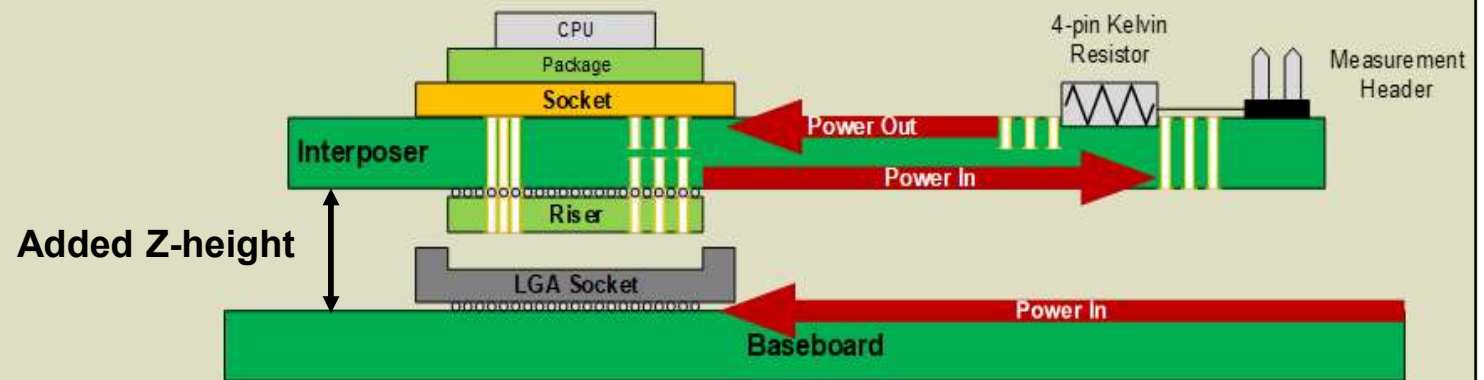 CPU
Package
Socket
4-pin Kelvin
Resistor
Measurement
Header
Power Out
Interposer
Power In
Riser
Added Z-height
LGA Socket
Power In
Baseboard